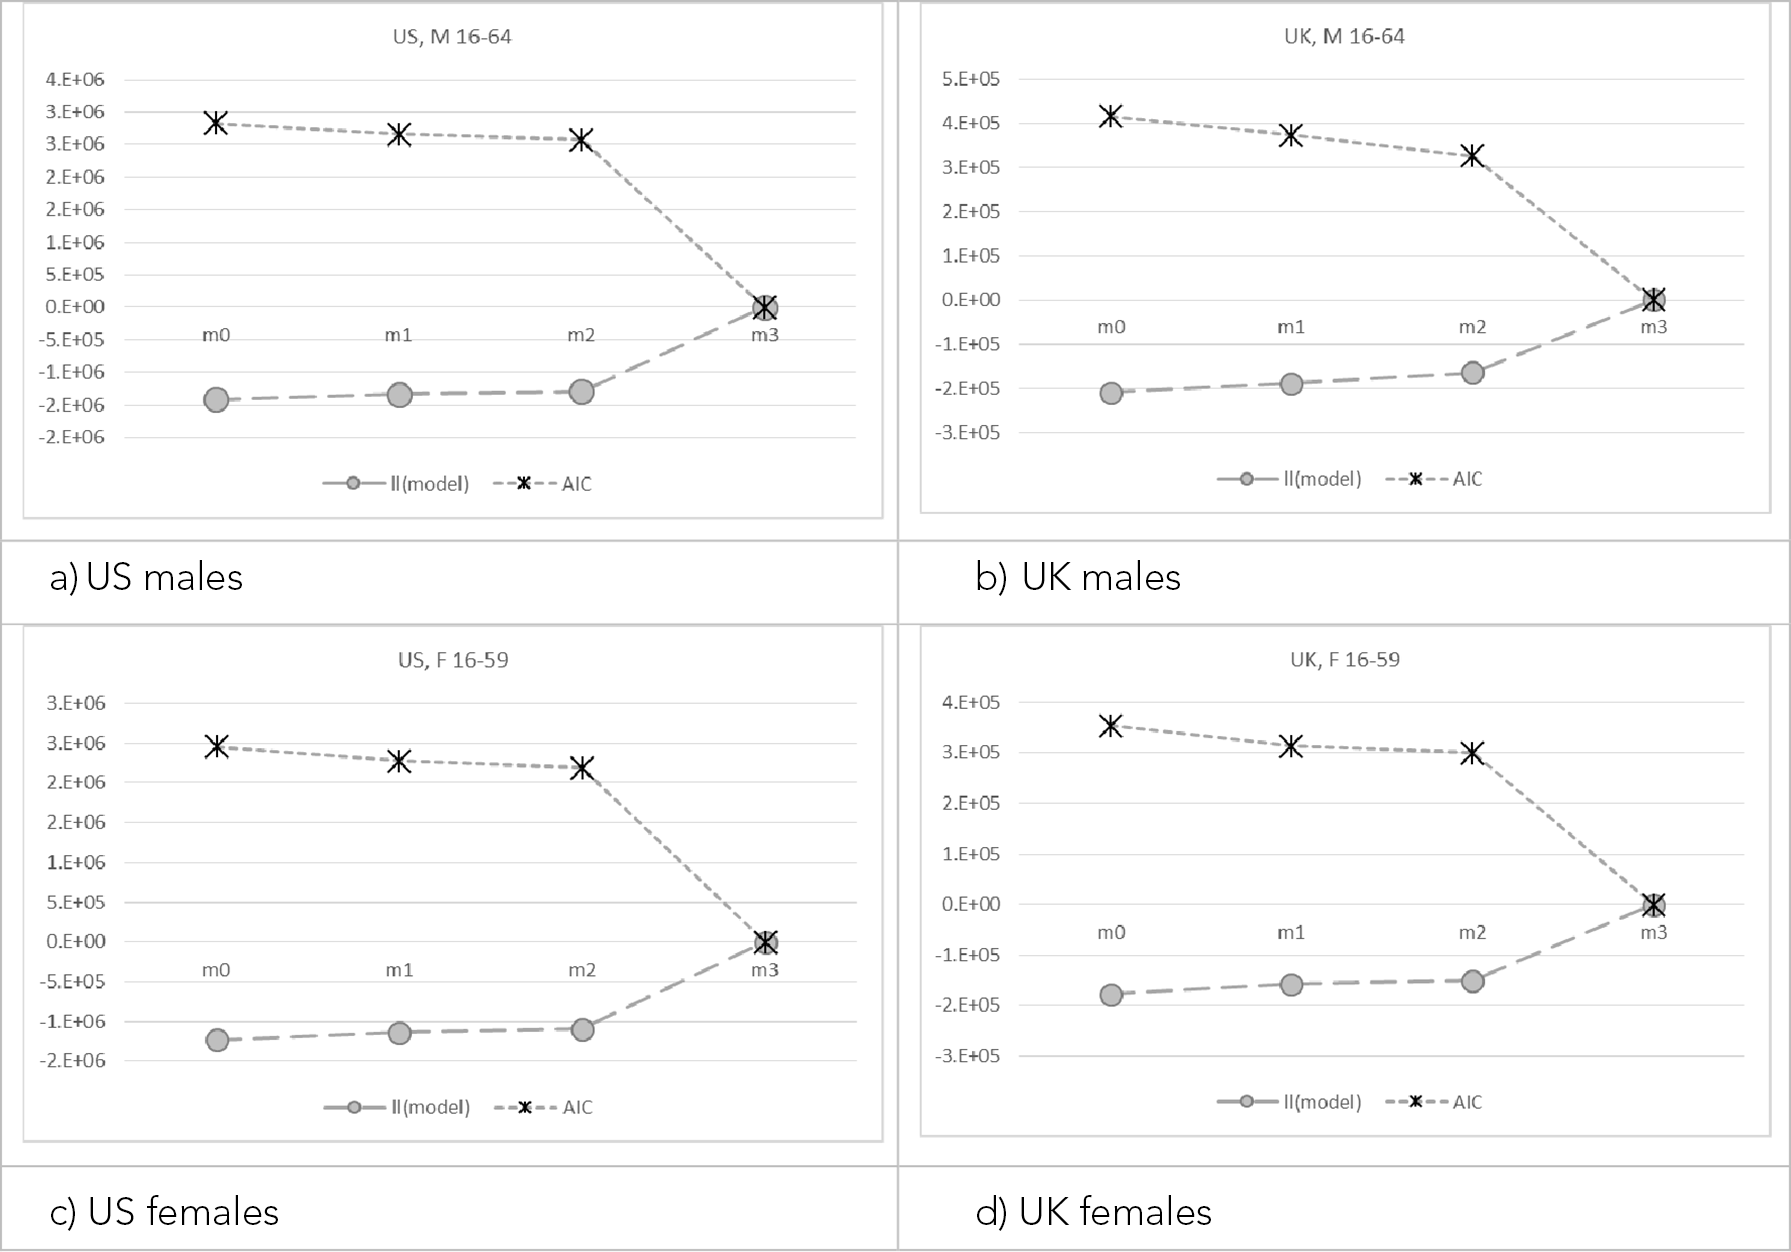 US, M 16-64
4.E+06
3.E+06
3.E+06
2.E+06
2.E+06
1.E+06
5.E+05
0.E+00
-5.E+05
-1.E+06
-2.E+06
-2.E+06
m0 m1 m2 m3
ll(model) AIC
UK, M 16-64
5.E+05
4.E+05
3.E+05
2.E+05
1.E+05
0.E+00
-1.E+05
-2.E+05
-3.E+05
m0 m1 m2 m3
ll(model) AIC
a) US males
b) UK males
US, F 16-59
3.E+06
3.E+06
2.E+06
2.E+06
1.E+06
5.E+05
0.E+00
-5.E+05
-1.E+06
-2.E+06
m0 m1 m2 m3
ll(model) AIC
UK, F 16-59
4.E+05
3.E+05
2.E+05
1.E+05
0.E+00
-1.E+05
-2.E+05
-3.E+05
m0 m1 m2 m3
ll(model) AIC
c) US females
d) UK females